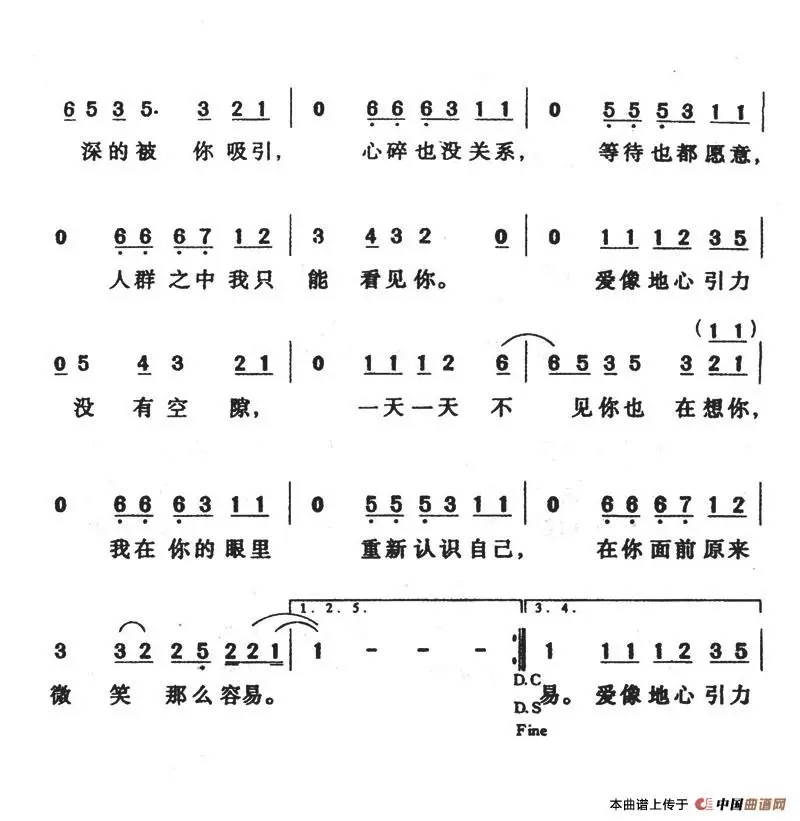 6 5 3 5. 3 2 1 | 0 6 6 6 3 1 1 | 0 5 5 5 3 1 1 |
深的被 你吸引, 心碎也没关系, 等待也都愿意,
0 6 6 6 7 1 2 | 3 4 3 2 0 | 0 1 1 1 2 3 5
人群之中我只 能 看见你。 爱像地心引力
(1 1)
0 5 4 3 2 1 | 0 1 1 1 2 6 | 6 5 3 5 3 2 1 |
没 有 空 隙, 一天一天 不 见你也 在想你,
0 6 6 6 3 1 1 | 0 5 5 5 3 1 1 | 0 6 6 6 7 1 2 |
我在你的眼里 重新认识自己, 在你面前原来
1. 2. 5. 3. 4.
3 3 2 2 5 2 2 1 | 1 - - - :‖ 1 1 1 1 2 3 5 |
微 笑 那么容易。 易。爱像地心引力
D.C
D.S
Fine
本曲谱上传于 中国曲谱网